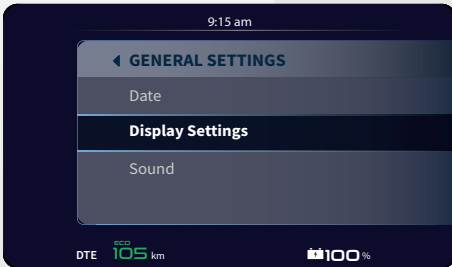 9:15 am
GENERAL SETTINGS
Date
Display Settings
Sound
DTE ECO 105 km 100 %